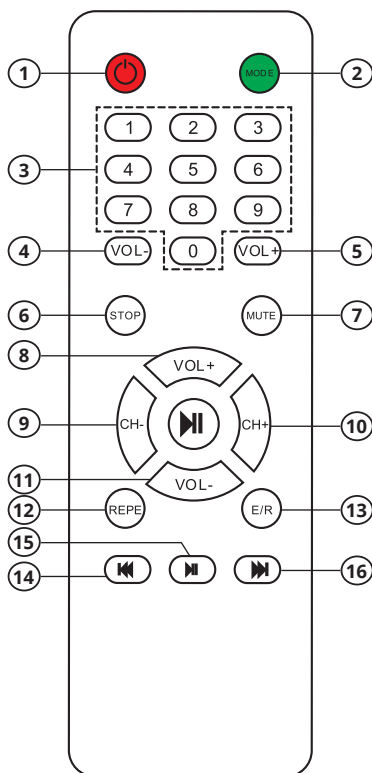 1 MODE 2
1 2 3
3 4 5 6
7 8 9
4 VOL- 0 VOL+ 5
6 STOP MUTE 7
8 VOL+
9 CH- CH+ 10
11 VOL-
12 REPE E/R 13
15
14 16